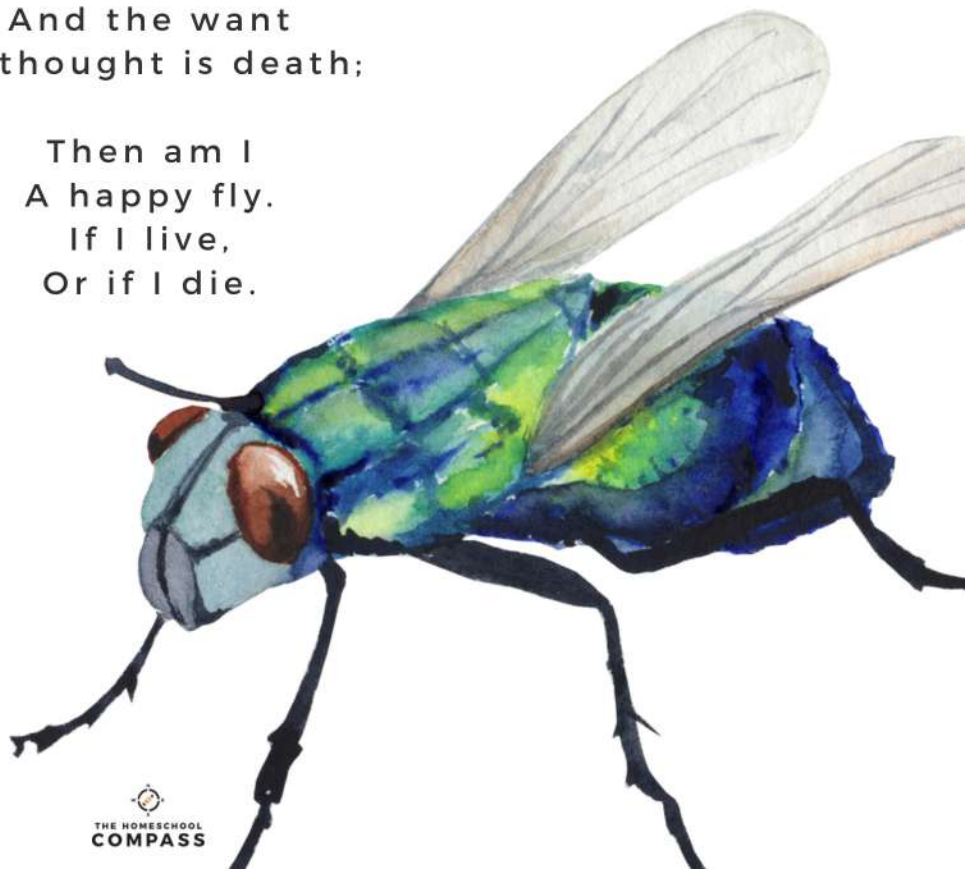 And the want
thought is death;
Then am I
A happy fly.
If I live,
Or if I die.
THE HOMESCHOOL
COMPASS